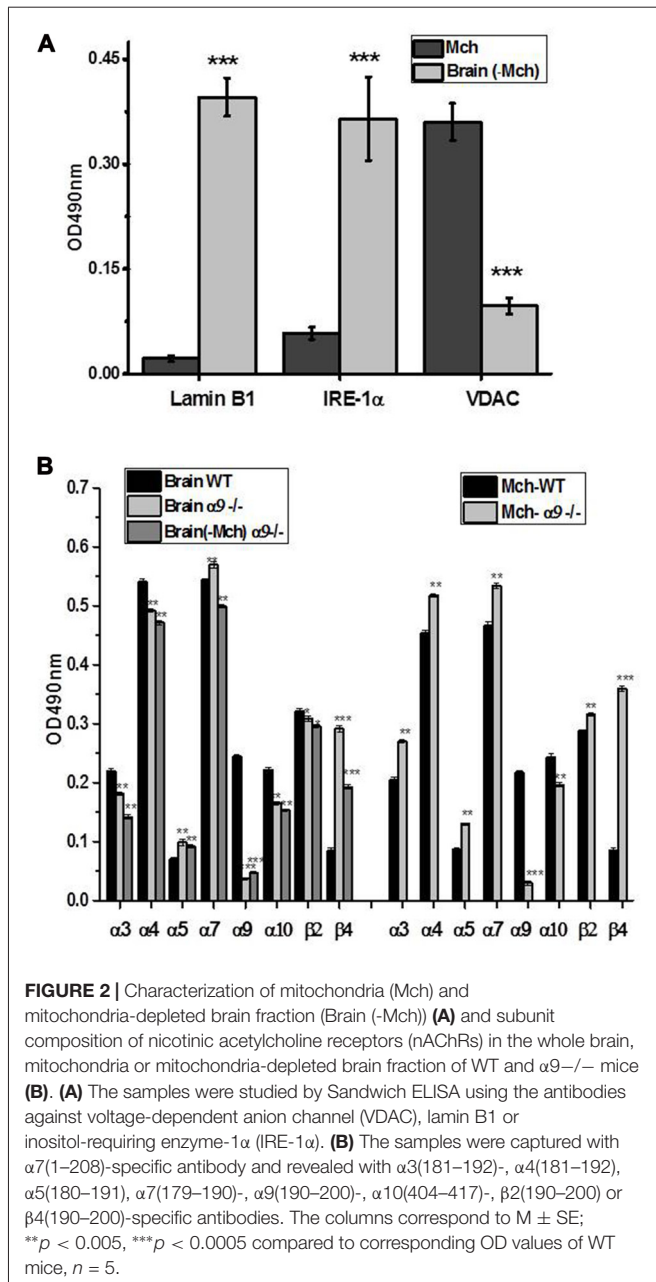 A
***
***
Mch
Brain (-Mch)
0.45
0.30
0.15
0.00
OD490nm
***
Lamin B1 IRE-1α VDAC
B
Brain WT
Brain α9 -/-
Brain(-Mch) α9-/-
Mch-WT
Mch- α9 -/-
0.7
0.6
0.5
0.4
0.3
0.2
0.1
0.0
OD490nm
** ** ** ** ** ** ** ** *** *** ** ** * * *** ***
** ** ** ** *** ** ** ***
α3 α4 α5 α7 α9 α10 β2 β4 α3 α4 α5 α7 α9 α10 β2 β4
FIGURE 2 | Characterization of mitochondria (Mch) and
mitochondria-depleted brain fraction (Brain (-Mch)) (A) and subunit
composition of nicotinic acetylcholine receptors (nAChRs) in the whole brain,
mitochondria or mitochondria-depleted brain fraction of WT and α9−/− mice
(B). (A) The samples were studied by Sandwich ELISA using the antibodies
against voltage-dependent anion channel (VDAC), lamin B1 or
inositol-requiring enzyme-1α (IRE-1α). (B) The samples were captured with
α7(1–208)-specific antibody and revealed with α3(181–192)-, α4(181–192),
α5(180–191), α7(179–190)-, α9(190–200)-, α10(404–417)-, β2(190–200) or
β4(190–200)-specific antibodies. The columns correspond to M ± SE;
**p < 0.005, ***p < 0.0005 compared to corresponding OD values of WT
mice, n = 5.